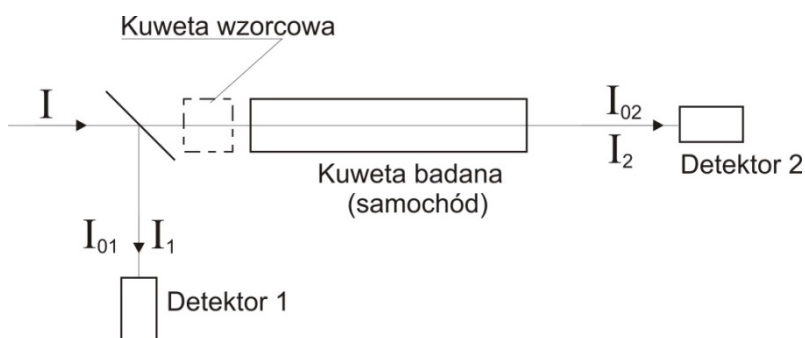 Kuweta wzorcowa
I
I02
I2
Detektor 2
Kuweta badana
(samochód)
I01
I1
Detektor 1